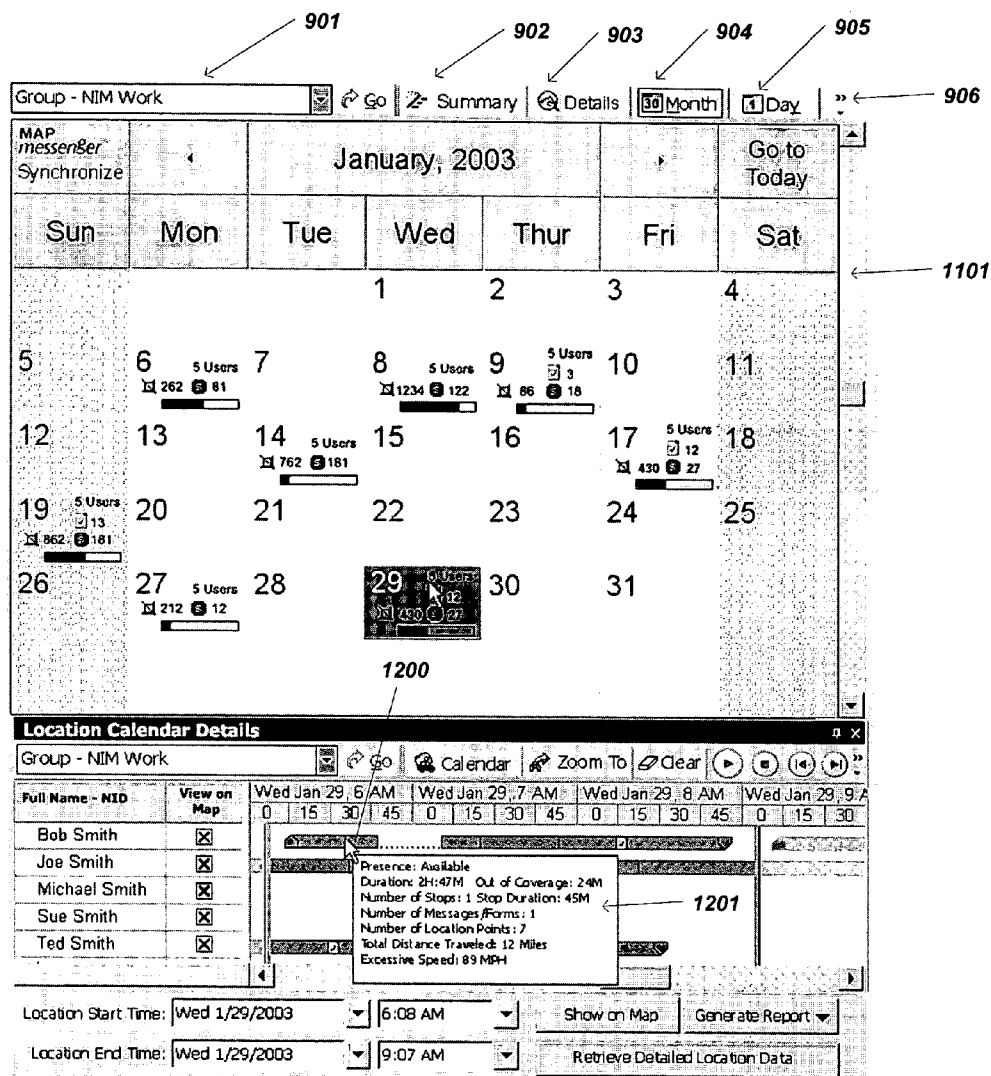 901
902
903
904
905
906
Group - NIM Work Go Summary Details 30 Month 1 Day »
MAP
messenger
Synchronize
January, 2003
Go to
Today
Sun Mon Tue Wed Thur Fri Sat
1101
1 2 3 4
5 6 7 8 9 10 11
5 Users
262 S 81
5 Users
1234 S 122
5 Users
3
86 S 18
12 13 14 15 16 17 18
5 Users
762 S 181
5 Users
12
430 S 27
19 20 21 22 23 24 25
5 Users
13
862 S 181
26 27 28 29 30 31
5 Users
212 S 12
5 Users
12
430 S 27
1200
Location Calendar Details
Group - NIM Work Go Calendar Zoom To Clear »
Full Name - NID View on Map Wed Jan 29, 6 AM Wed Jan 29, 7 AM Wed Jan 29, 8 AM Wed Jan 29, 9 A
0 15 30 45 0 15 30 45 0 15 30 45 0 15 30
Bob Smith
Joe Smith
Michael Smith
Sue Smith
Ted Smith
Presence: Available
Duration: 2H:47M Out of Coverage: 24M
Number of Stops: 1 Stop Duration: 45M
Number of Messages/Forms: 1
Number of Location Points: 7
Total Distance Traveled: 12 Miles
Excessive Speed: 89 MPH
1201
Location Start Time: Wed 1/29/2003 6:08 AM Show on Map Generate Report
Location End Time: Wed 1/29/2003 9:07 AM Retrieve Detailed Location Data